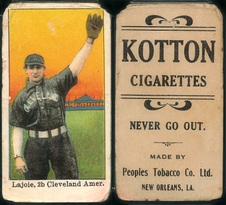 Lajoie, 2b Cleveland Amer.
KOTTON
CIGARETTES
NEVER GO OUT.
MADE BY
Peoples Tobacco Co. Ltd.
NEW ORLEANS, LA.